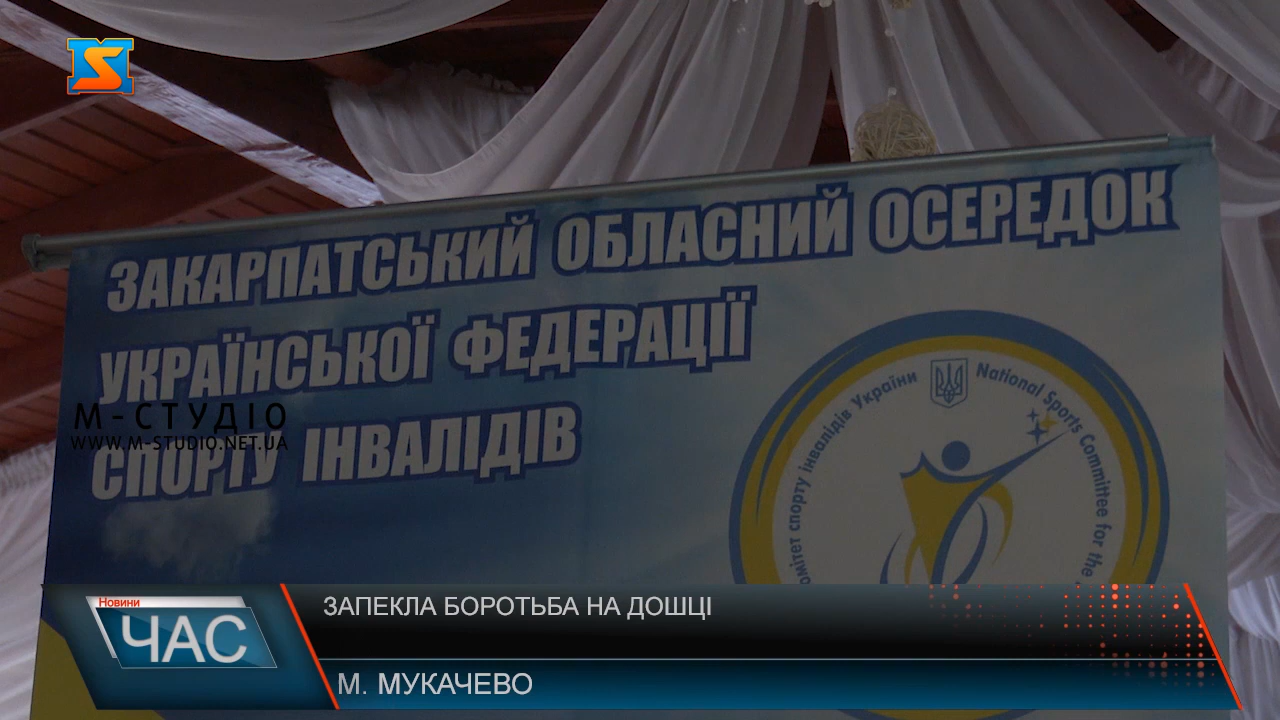 ЗАКАРПАТСЬКИЙ ОБЛАСНИЙ ОСЕРЕДОК
УКРАЇНСЬКОЇ ФЕДЕРАЦІЇ
СПОРТУ ІНВАЛІДІВ
спорту інвалідів України
National Sports Committee for the
М-СТУДІО
WWW.M-STUDIO.NET.UA
Новини
ЧАС
ЗАПЕКЛА БОРОТЬБА НА ДОШЦІ
М. МУКАЧЕВО